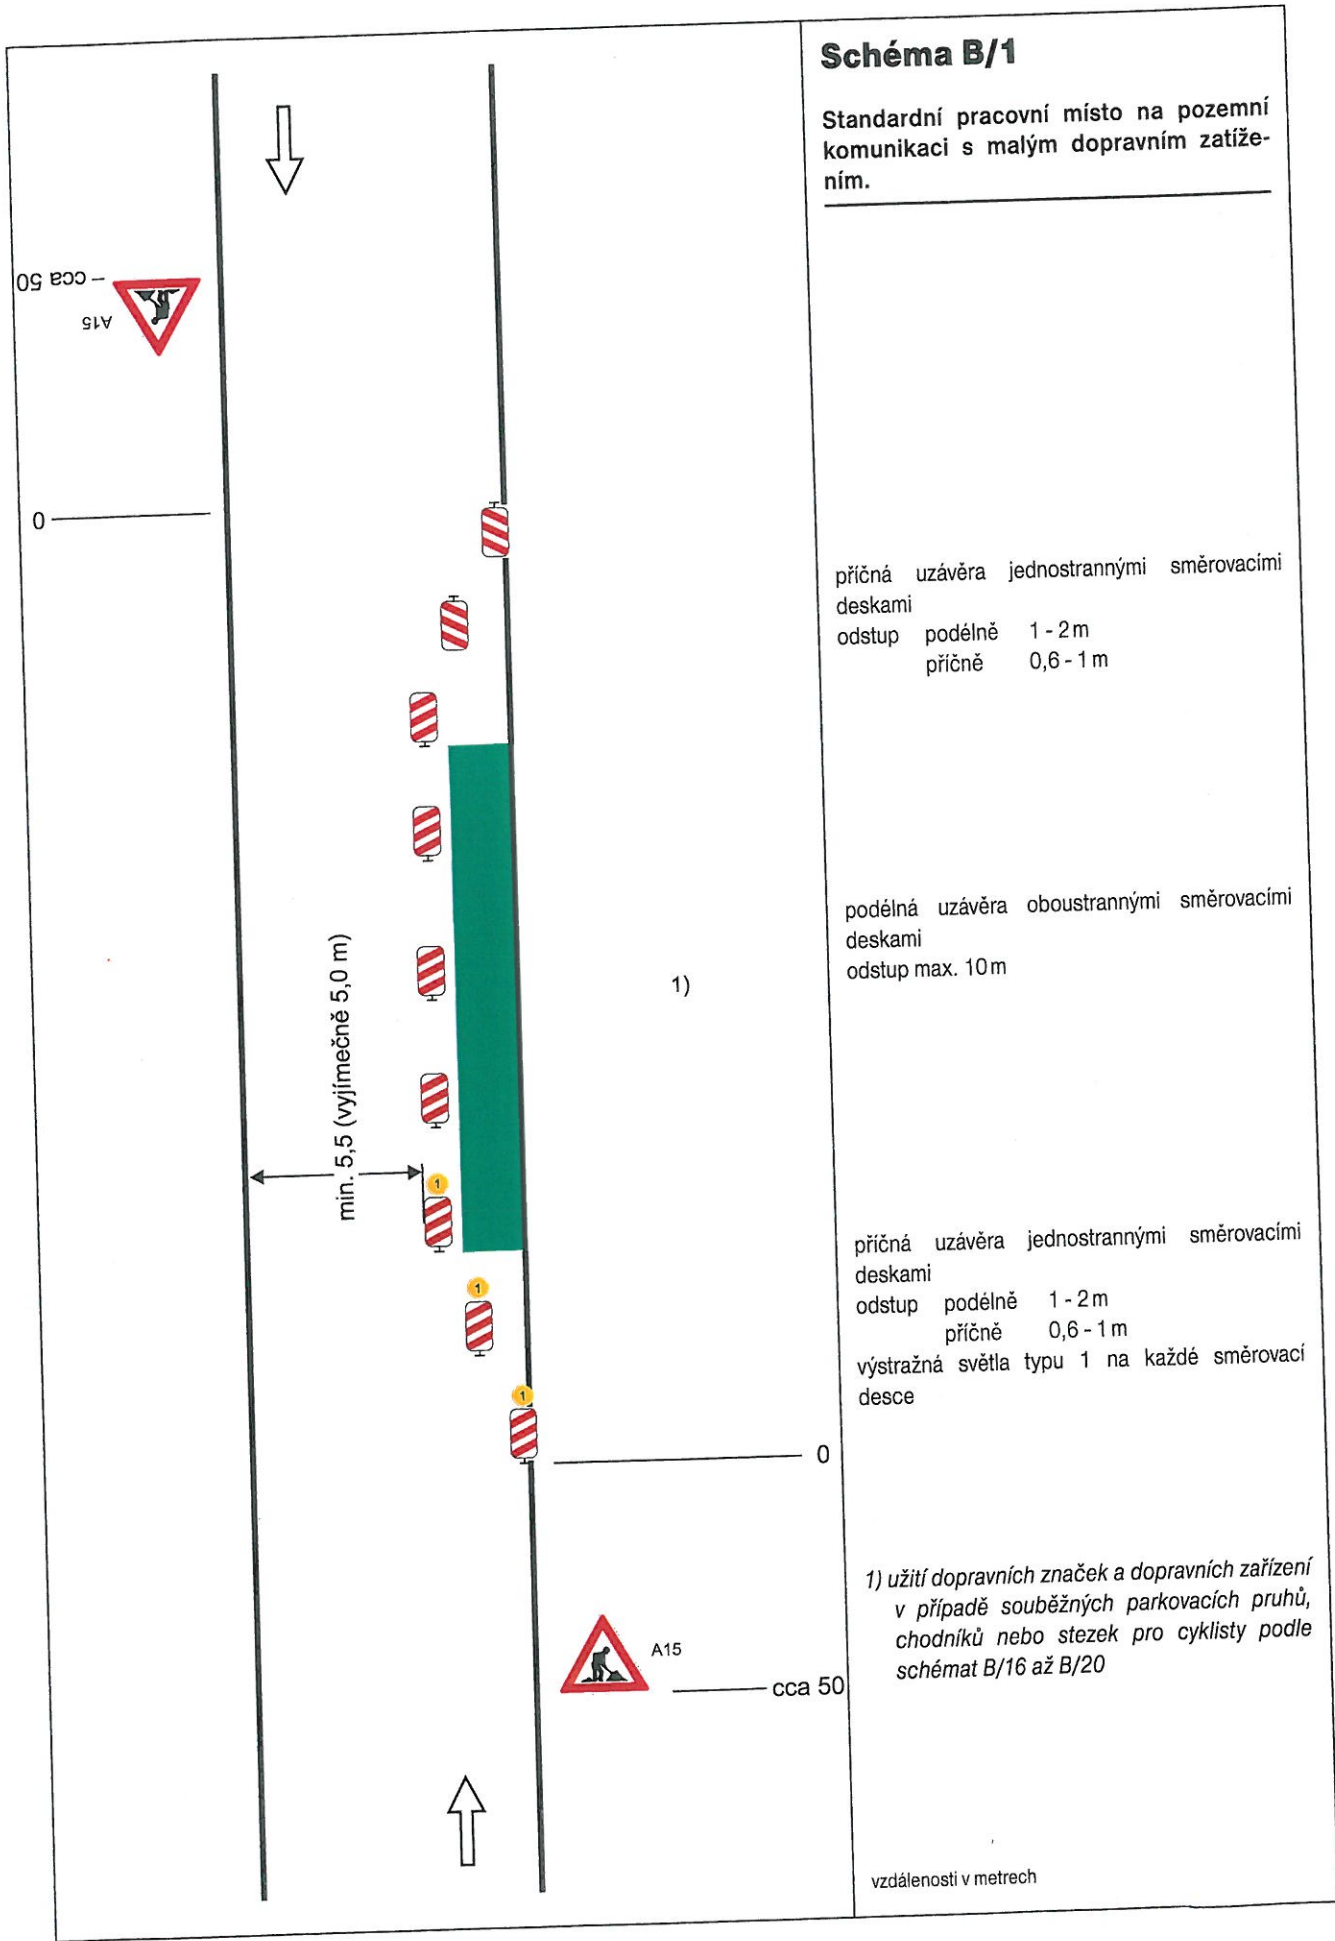 Schéma B/1
Standardní pracovní místo na pozemní
komunikaci s malým dopravním zatíže-
ním.
cca 50
A15
0
příčná uzávěra jednostrannými směrovacími
deskami
odstup podélně 1 - 2 m
příčně 0,6 - 1 m
podélná uzávěra oboustrannými směrovacími
deskami
odstup max. 10 m
1)
min. 5,5 (vyjímečně 5,0 m)
1
1
1
příčná uzávěra jednostrannými směrovacími
deskami
odstup podélně 1 - 2 m
příčně 0,6 - 1 m
výstražná světla typu 1 na každé směrovací
desce
0
A15
cca 50
1) užití dopravních značek a dopravních zařízení
v případě souběžných parkovacích pruhů,
chodníků nebo stezek pro cyklisty podle
schémat B/16 až B/20
vzdálenosti v metrech